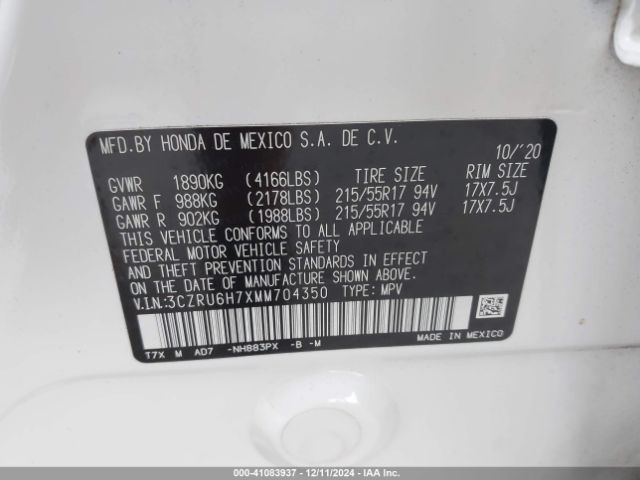 MFD.BY HONDA DE MEXICO S.A. DE C.V.
10/'20
GVWR 1890KG (4166LBS) TIRE SIZE RIM SIZE
GAWR F 988KG (2178LBS) 215/55R17 94V 17X7.5J
GAWR R 902KG (1988LBS) 215/55R17 94V 17X7.5J
THIS VEHICLE CONFORMS TO ALL APPLICABLE
FEDERAL MOTOR VEHICLE SAFETY
AND THEFT PREVENTION STANDARDS IN EFFECT
ON THE DATE OF MANUFACTURE SHOWN ABOVE.
V.I.N.:3CZRU6H7XMM704350 TYPE: MPV
T7X M AD7 -NH883PX -B -M
MADE IN MEXICO
000-41083937 - 12/11/2024 - IAAI.COM